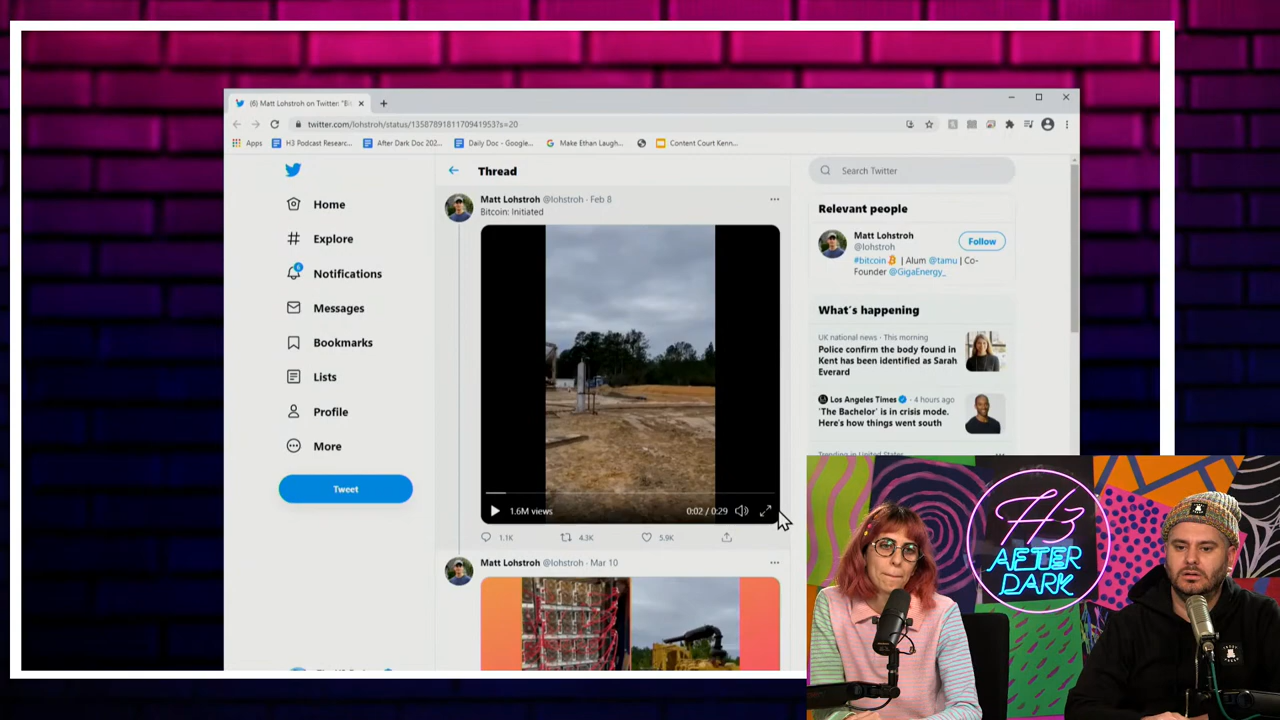 (6) Matt Lohstroh on Twitter: "Bi
twitter.com/lohstroh/status/1358789181170941953?s=20
Apps
H3 Podcast Researc...
After Dark Doc 202...
Daily Doc - Google...
Make Ethan Laugh...
Content Court Kenn...
Home
Explore
Notifications
6
Messages
Bookmarks
Lists
Profile
More
Tweet
Thread
Matt Lohstroh @lohstroh · Feb 8
Bitcoin: Initiated
1.6M views
0:02 / 0:29
1.1K
4.3K
5.9K
Matt Lohstroh @lohstroh · Mar 10
Search Twitter
Relevant people
Matt Lohstroh
@lohstroh
Follow
#bitcoin | Alum @tamu | Co-
Founder @GigaEnergy_
What's happening
UK national news · This morning
Police confirm the body found in
Kent has been identified as Sarah
Everard
Los Angeles Times · 4 hours ago
'The Bachelor' is in crisis mode.
Here's how things went south
Trending in United States
H3
AFTER
DARK